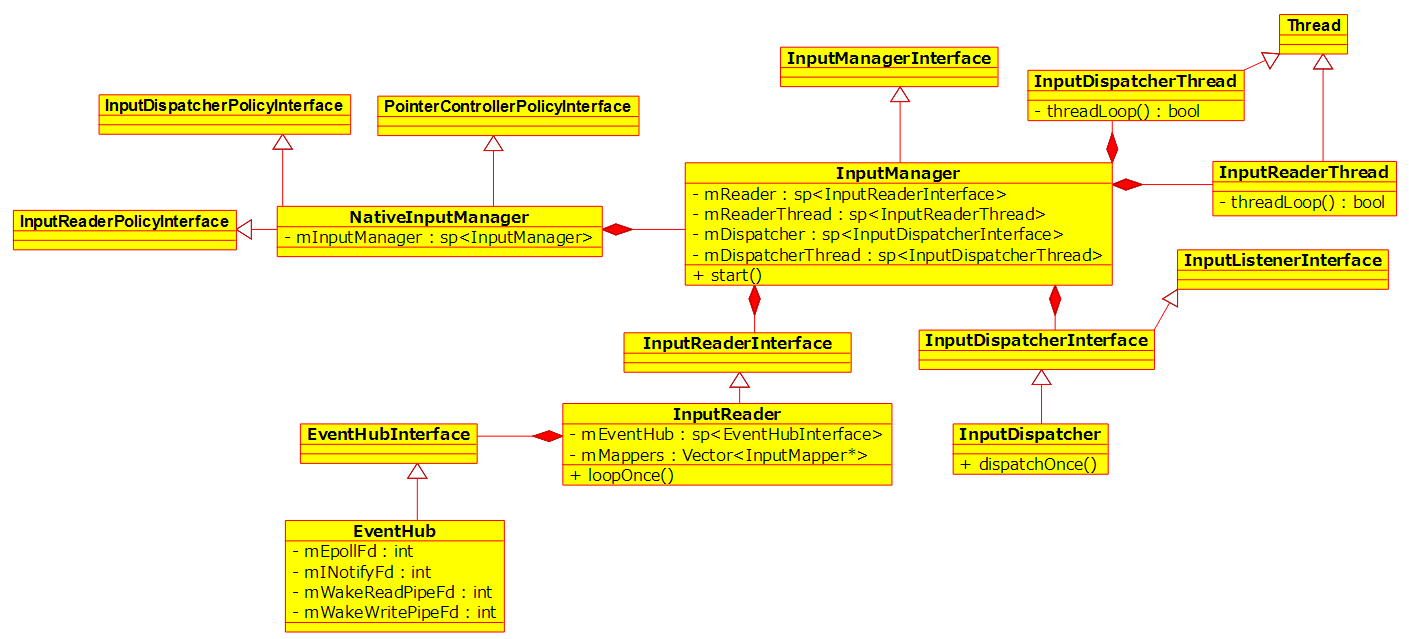 Thread
InputManagerInterface
InputDispatcherThread
- threadLoop() : bool
InputDispatcherPolicyInterface
PointerControllerPolicyInterface
InputManager
- mReader : sp<InputReaderInterface>
- mReaderThread : sp<InputReaderThread>
- mDispatcher : sp<InputDispatcherInterface>
- mDispatcherThread : sp<InputDispatcherThread>
+ start()
InputReaderThread
- threadLoop() : bool
InputReaderPolicyInterface
NativeInputManager
- mInputManager : sp<InputManager>
InputListenerInterface
InputReaderInterface
InputDispatcherInterface
InputReader
- mEventHub : sp<EventHubInterface>
- mMappers : Vector<InputMapper*>
+ loopOnce()
EventHubInterface
InputDispatcher
+ dispatchOnce()
EventHub
- mEpollFd : int
- mINotifyFd : int
- mWakeReadPipeFd : int
- mWakeWritePipeFd : int